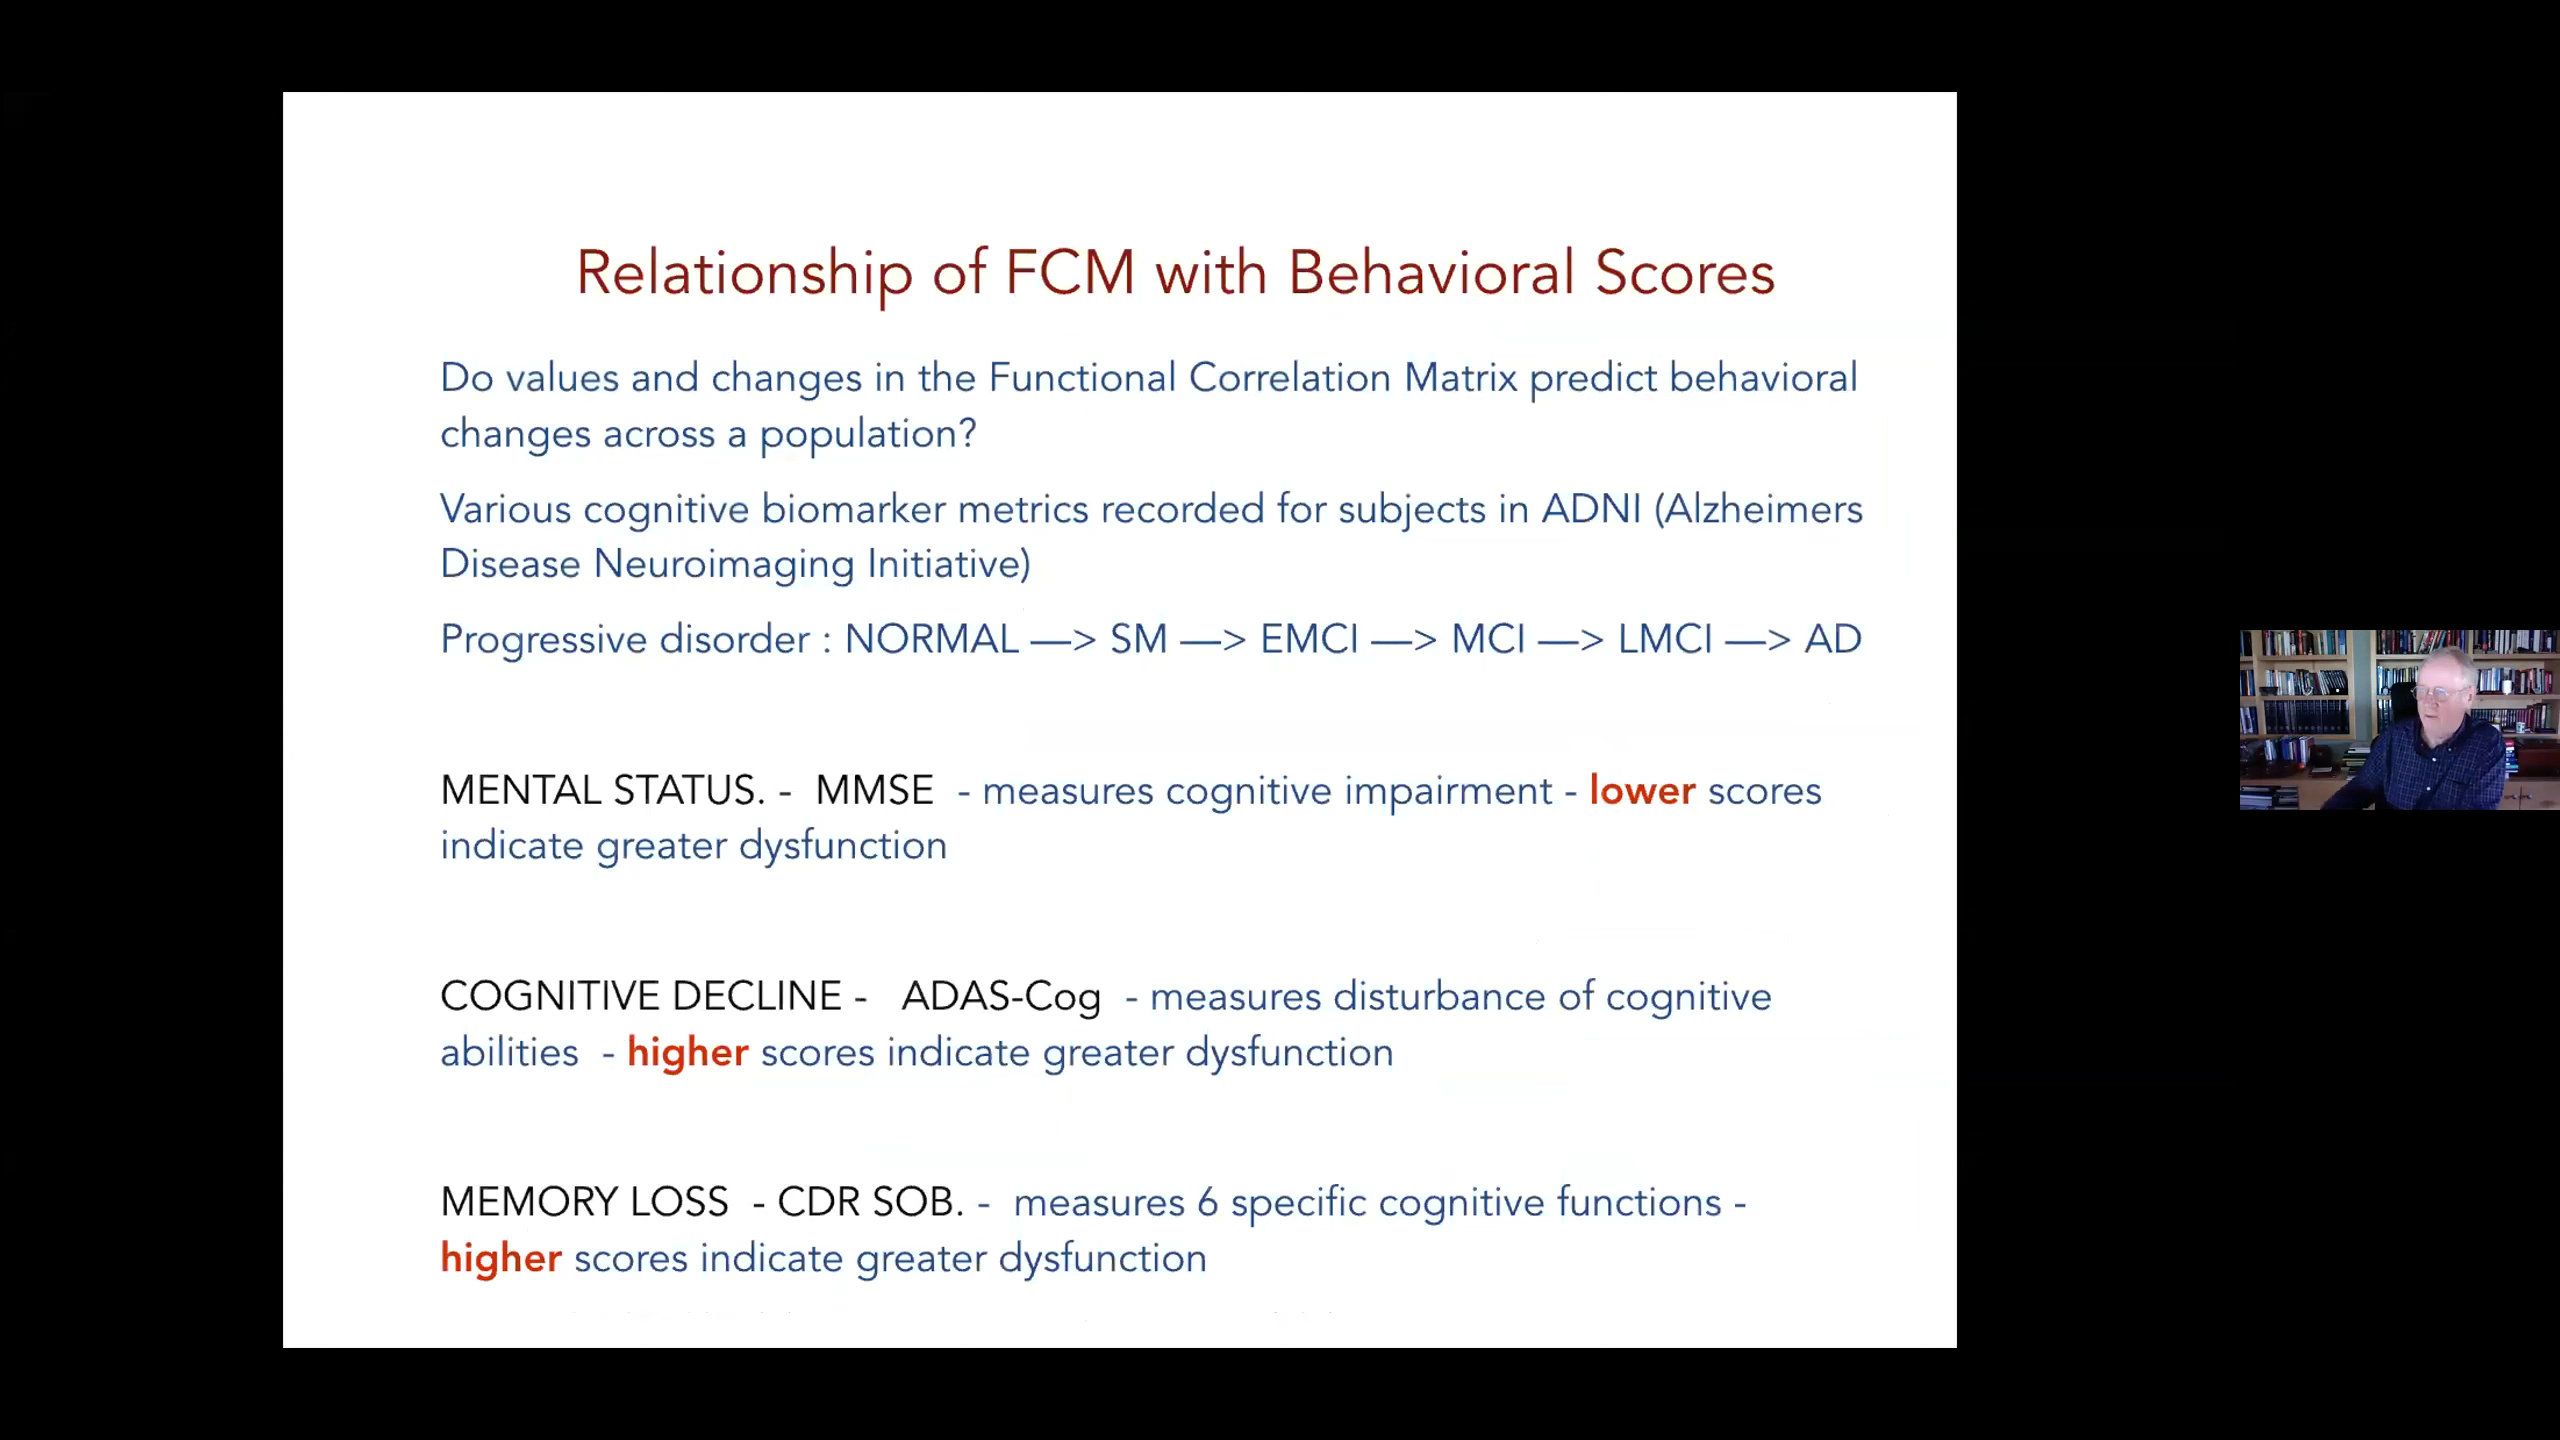 Relationship of FCM with Behavioral Scores
Do values and changes in the Functional Correlation Matrix predict behavioral
changes across a population?
Various cognitive biomarker metrics recorded for subjects in ADNI (Alzheimers
Disease Neuroimaging Initiative)
Progressive disorder : NORMAL —> SM —> EMCI —> MCI —> LMCI —> AD
MENTAL STATUS. - MMSE - measures cognitive impairment - lower scores
indicate greater dysfunction
COGNITIVE DECLINE - ADAS-Cog - measures disturbance of cognitive
abilities - higher scores indicate greater dysfunction
MEMORY LOSS - CDR SOB. - measures 6 specific cognitive functions -
higher scores indicate greater dysfunction